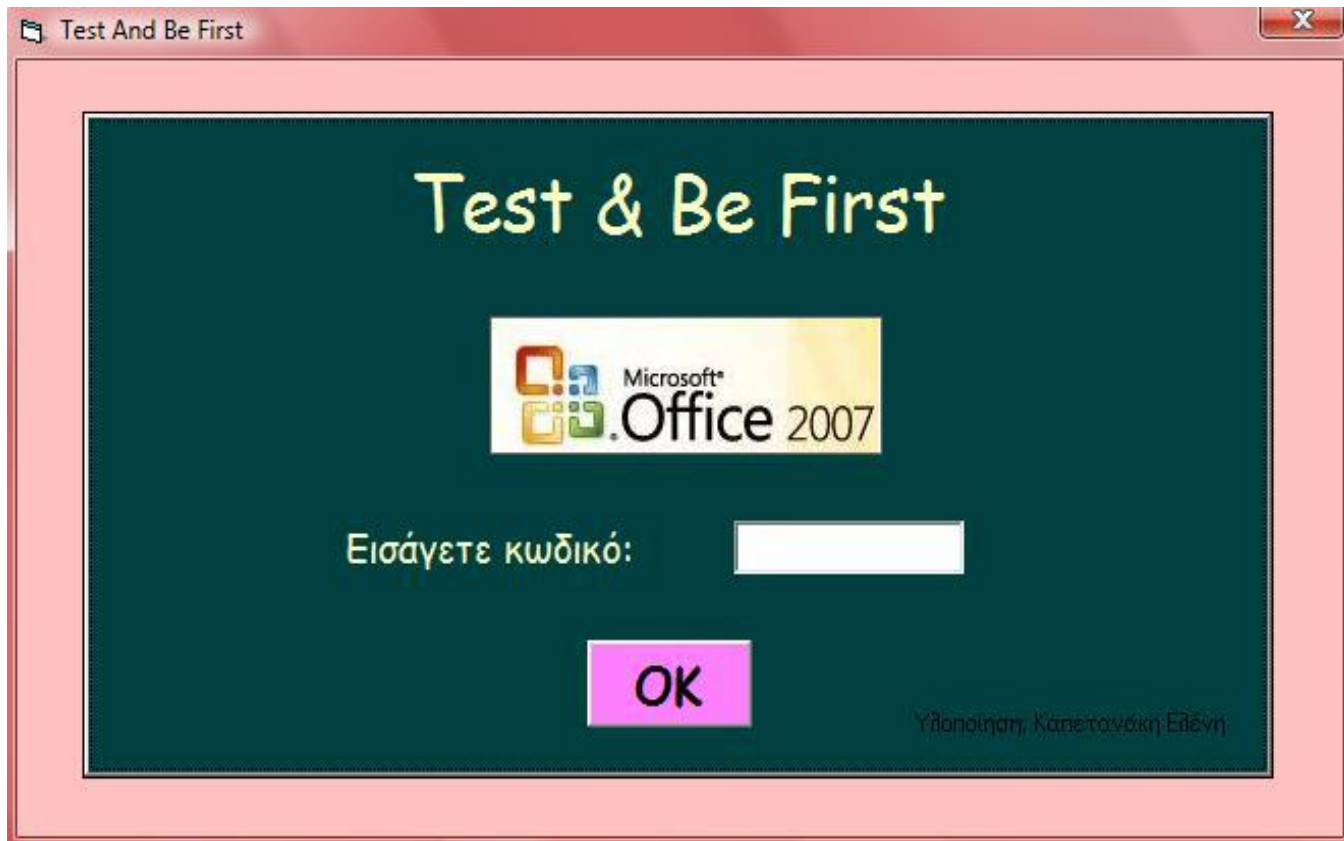 Test And Be First
Test & Be First
Microsoft®
Office 2007
Εισάγετε κωδικό:
OK
Υλοποίηση: Καπετανάκη Ελένη